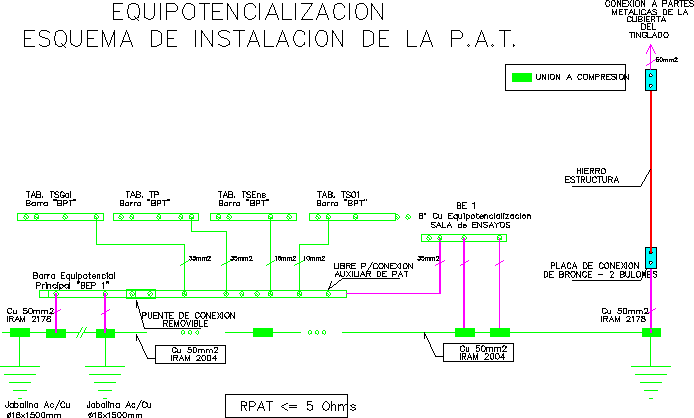 EQUIPOTENCIALIZACION
ESQUEMA DE INSTALACION DE LA P.A.T.
CONEXION A PARTES
METALICAS DE LA
CUBIERTA
DEL
TINGLADO
50mm2
UNION A COMPRESION
HIERRO
ESTRUCTURA
TAB. TSGal
Barra "BPT"
TAB. TP
Barra "BPT"
TAB. TSEns
Barra "BPT"
TAB. TSO1
Barra "BPT"
BE 1
B° Cu Equipotencializacion
SALA de ENSAYOS
35mm2
35mm2
16mm2
10mm2
35mm2
LIBRE P/CONEXION
AUXILIAR DE PAT
PLACA DE CONEXION
DE BRONCE - 2 BULONES
Barra Equipotencial
Principal "BEP 1"
Cu 50mm2
IRAM 2178
Cu 50mm2
PUENTE DE CONEXION
REMOVIBLE
Cu 50mm2
IRAM 2178
Cu 50mm2
IRAM 2004
Cu 50mm2
IRAM 2004
Jabalina Ac/Cu
ø16x1500mm
Jabalina Ac/Cu
ø16x1500mm
RPAT <= 5 Ohms